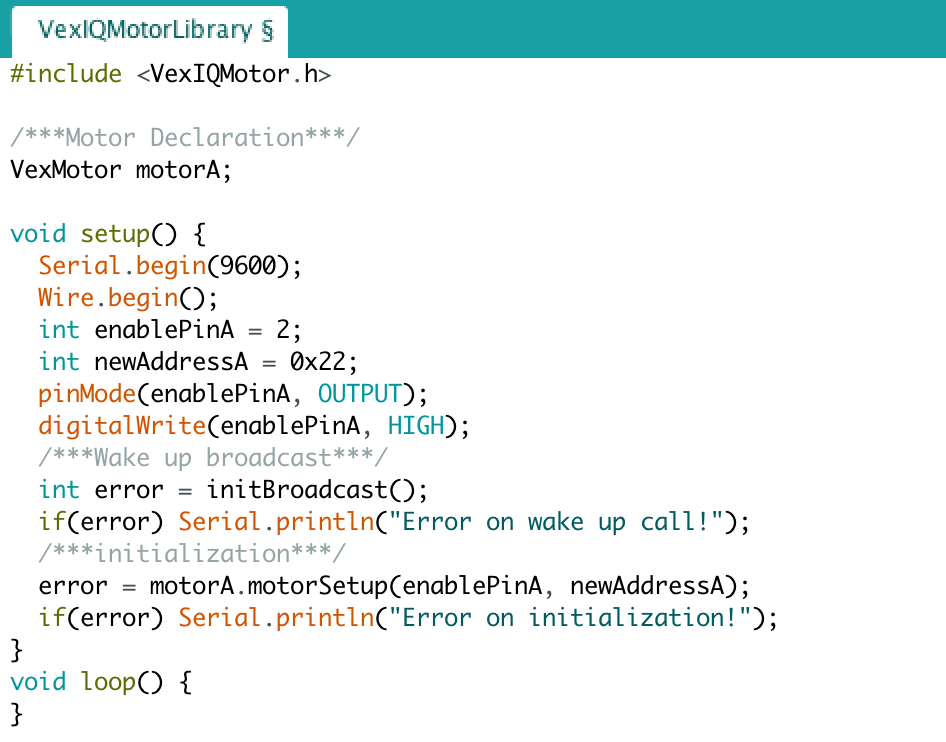 VexIQMotorLibrary §
#include <VexIQMotor.h>
/***Motor Declaration***/
VexMotor motorA;
void setup() {
  Serial.begin(9600);
  Wire.begin();
  int enablePinA = 2;
  int newAddressA = 0x22;
  pinMode(enablePinA, OUTPUT);
  digitalWrite(enablePinA, HIGH);
  /***Wake up broadcast***/
  int error = initBroadcast();
  if(error) Serial.println("Error on wake up call!");
  /***initialization***/
  error = motorA.motorSetup(enablePinA, newAddressA);
  if(error) Serial.println("Error on initialization!");
}
void loop() {
}